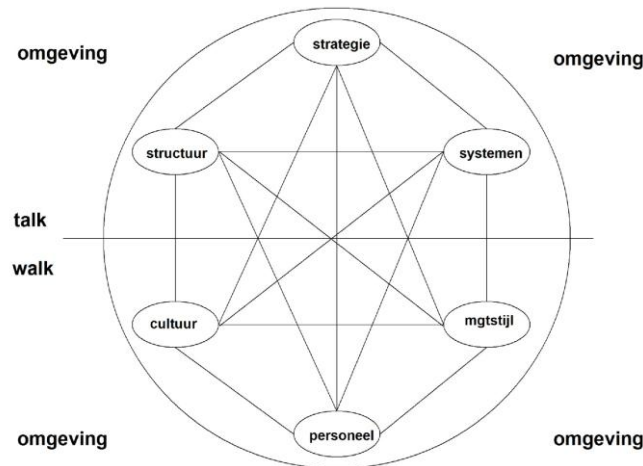 strategie
omgeving
omgeving
structuur
systemen
talk
walk
cultuur
mgtstijl
personeel
omgeving
omgeving